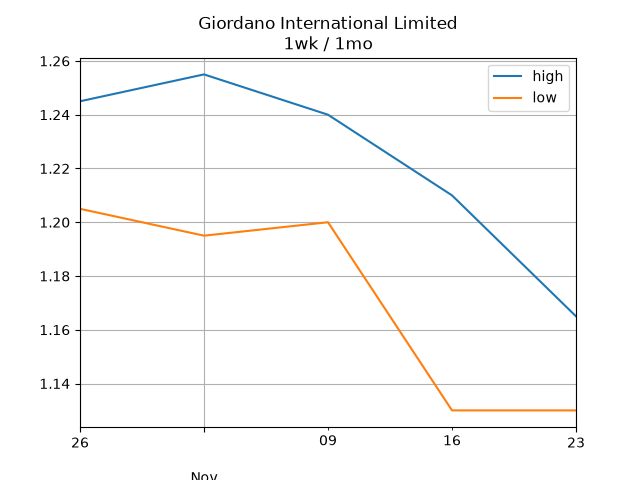 Giordano International Limited
1wk / 1mo
1.26
1.24
1.22
1.20
1.18
1.16
1.14
high
low
26
09
16
23
Nov